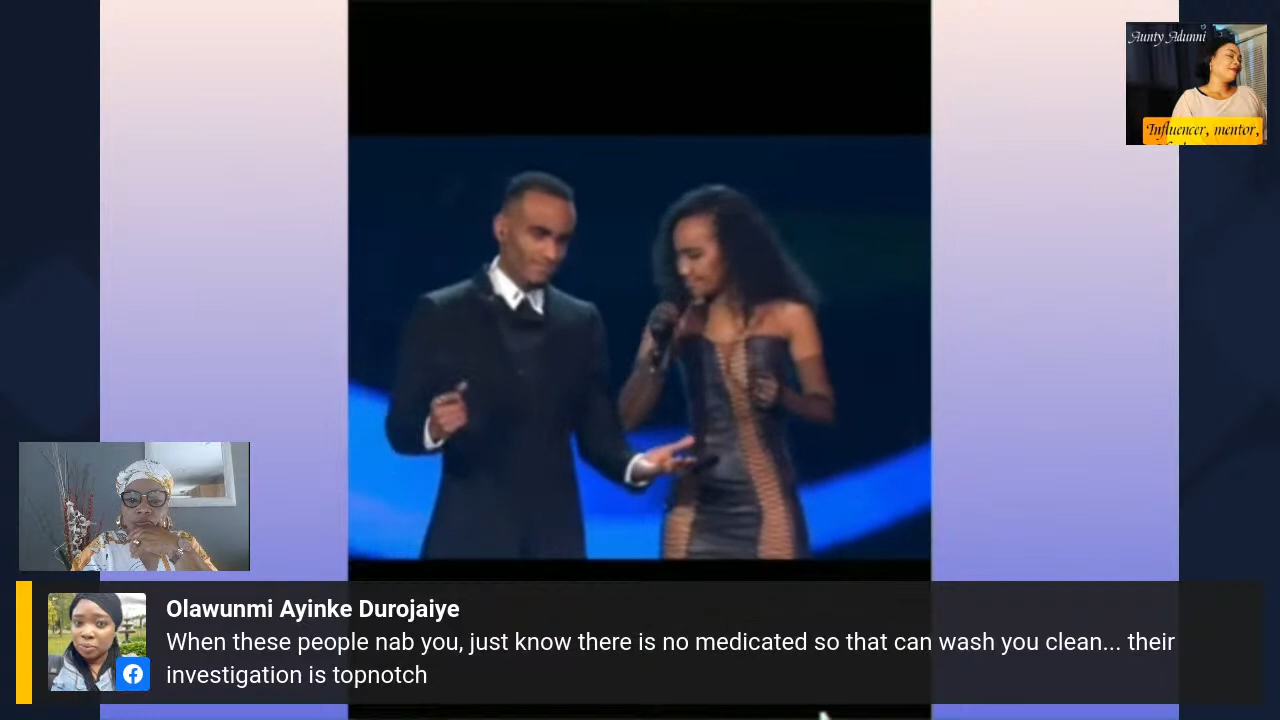 Aunty Adunni
Influencer, mentor,
Olawunmi Ayinke Durojaiye
When these people nab you, just know there is no medicated so that can wash you clean... their
investigation is topnotch